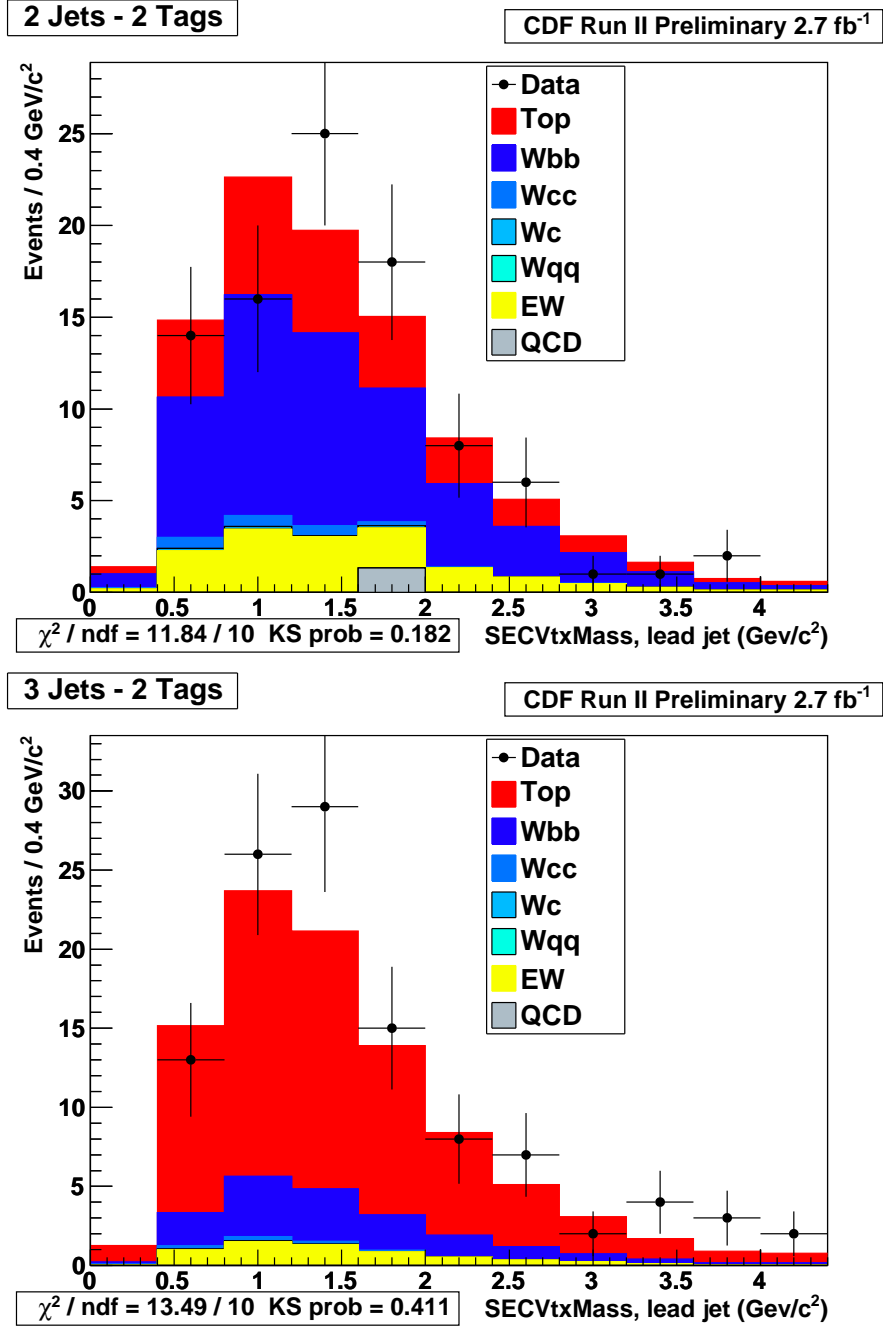 2 Jets - 2 Tags
CDF Run II Preliminary 2.7 fb⁻¹
Events / 0.4 GeV/c²
25
20
15
10
5
0
Data
Top
Wbb
Wcc
Wc
Wqq
EW
QCD
0 0.5 1 1.5 2 2.5 3 3.5 4
χ² / ndf = 11.84 / 10 KS prob = 0.182
SECVtxMass, lead jet (Gev/c²)
3 Jets - 2 Tags
CDF Run II Preliminary 2.7 fb⁻¹
Events / 0.4 GeV/c²
30
25
20
15
10
5
0
Data
Top
Wbb
Wcc
Wc
Wqq
EW
QCD
0 0.5 1 1.5 2 2.5 3 3.5 4
χ² / ndf = 13.49 / 10 KS prob = 0.411
SECVtxMass, lead jet (Gev/c²)